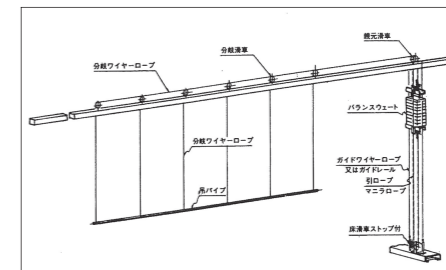 綱元滑車
分岐滑車
分岐ワイヤーロープ
バランスウェート
分岐ワイヤーロープ
ガイドワイヤーロープ
又はガイドレール
引ロープ
マニラロープ
吊パイプ
床滑車ストップ付